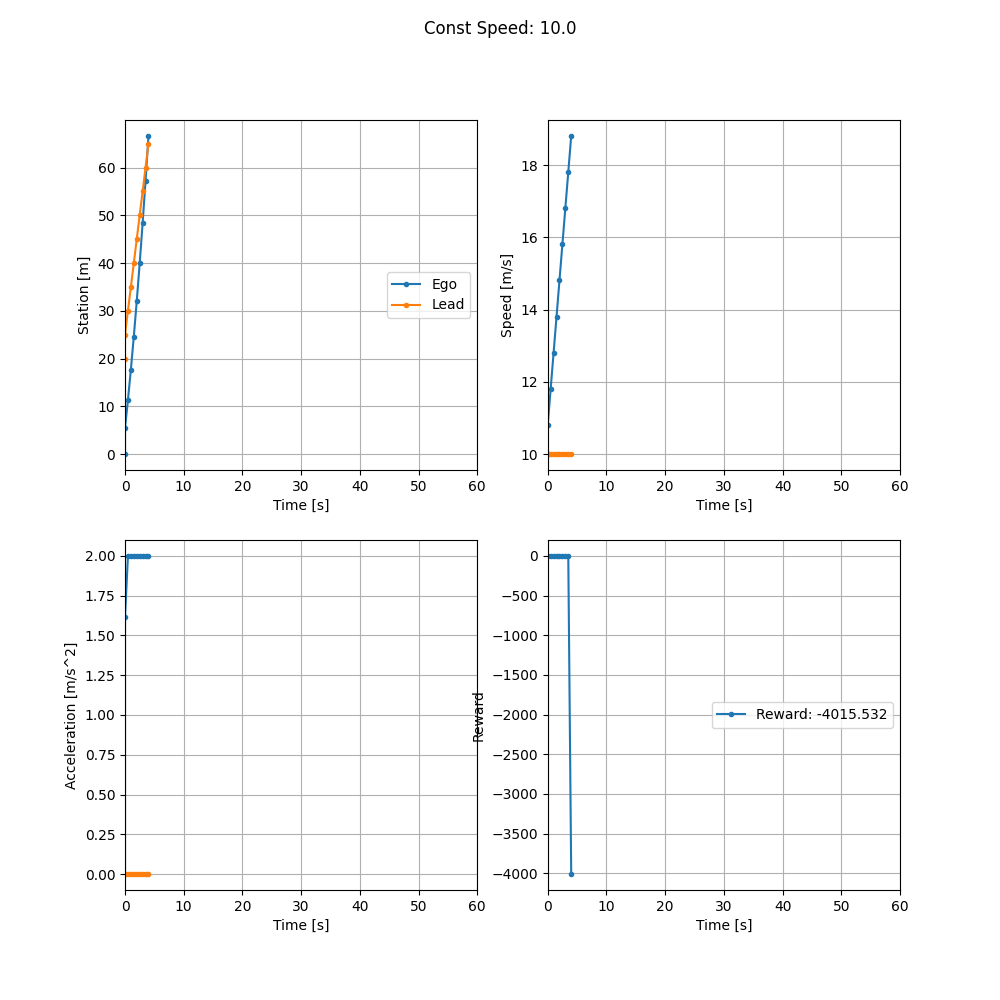 Const Speed: 10.0
60
50
40
30
20
10
0
Station [m]
0 10 20 30 40 50 60
Time [s]
Ego
Lead
18
16
14
12
10
Speed [m/s]
0 10 20 30 40 50 60
Time [s]
2.00
1.75
1.50
1.25
1.00
0.75
0.50
0.25
0.00
Acceleration [m/s^2]
0 10 20 30 40 50 60
Time [s]
0
−500
−1000
−1500
−2000
−2500
−3000
−3500
−4000
Reward
Reward: -4015.532
0 10 20 30 40 50 60
Time [s]